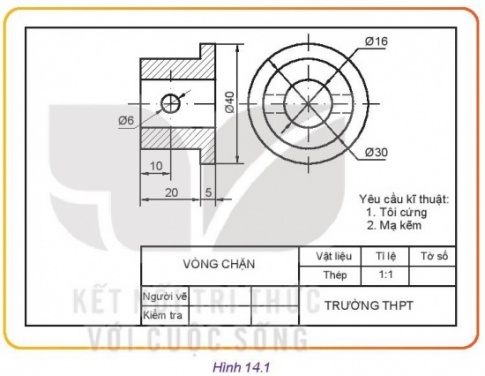 Ø16
Ø6
Ø40
Ø30
10
20
5
Yêu cầu kĩ thuật:
1. Tôi cứng
2. Mạ kẽm
VÒNG CHẶN
Vật liệu
Tỉ lệ
Tờ số
Thép
1:1
Người vẽ
Kiểm tra
TRƯỜNG THPT
KẾT NỐI TRI THỨC
VỚI CUỘC SỐNG
Hình 14.1